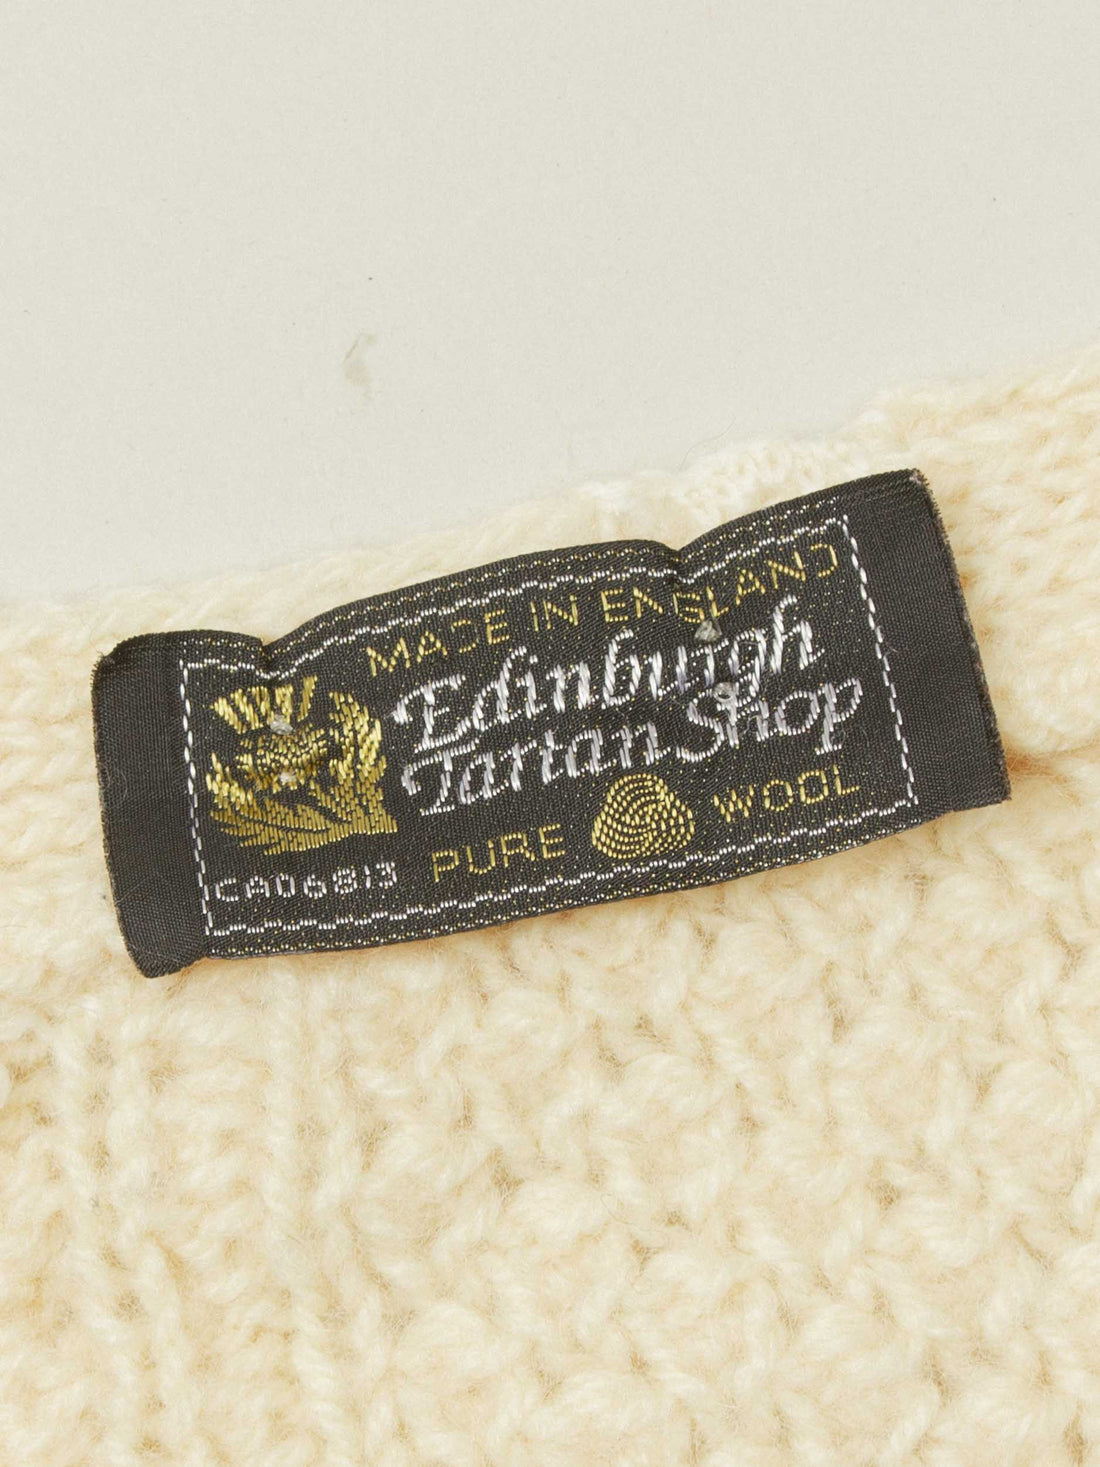 MADE IN ENGLAND
Edinburgh
Tartan Shop
PURE WOOL
CA06813